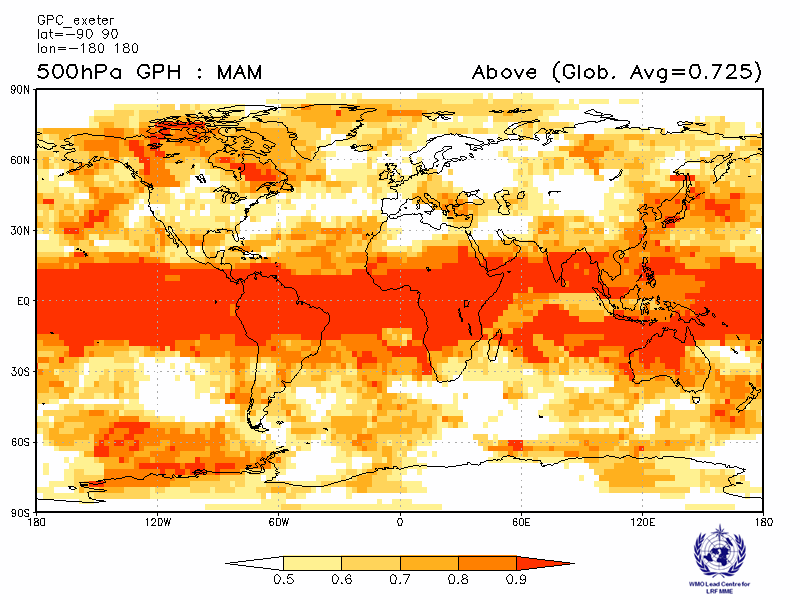 GPC_exeter
lat=-90 90
lon=-180 180
500hPa GPH : MAM
Above (Glob. Avg=0.725)
90N
60N
30N
EQ
30S
60S
90S
180
120W
60W
0
60E
120E
180
0.5
0.6
0.7
0.8
0.9
WMO Lead Centre for
LRF MME